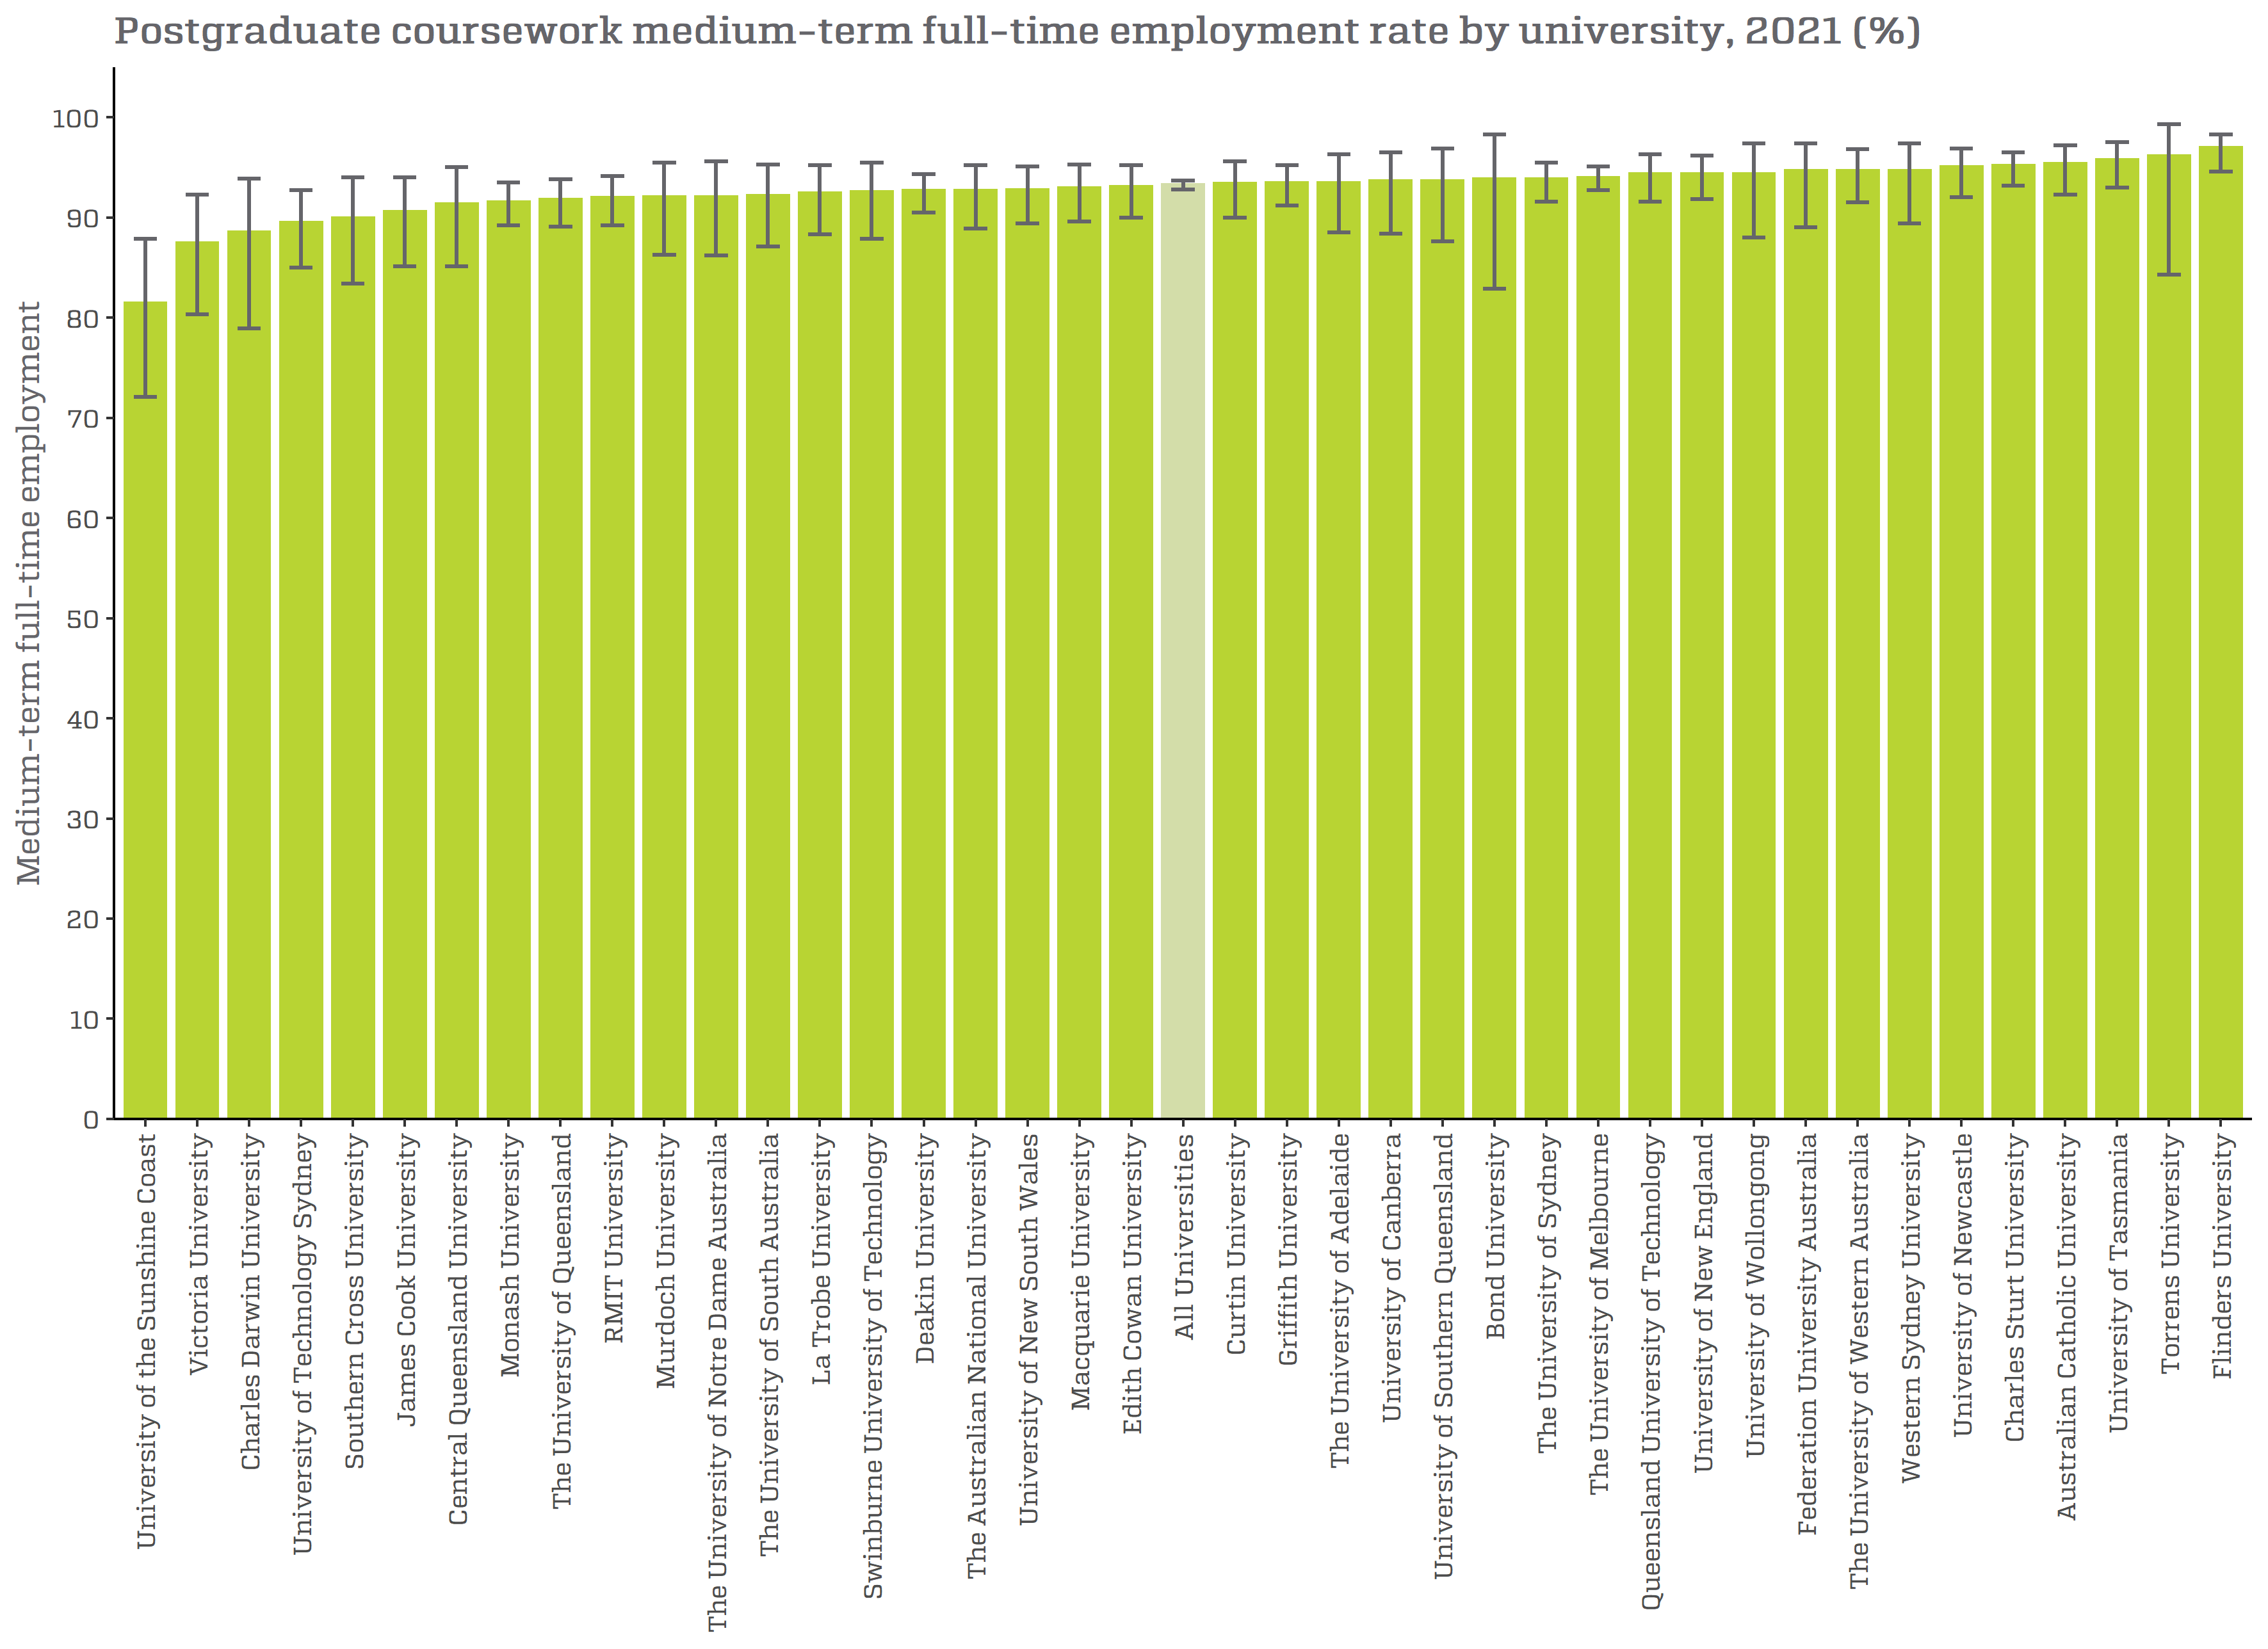 Postgraduate coursework medium-term full-time employment rate by university, 2021 (%)
Medium-term full-time employment
100
90
80
70
60
50
40
30
20
10
0
University of the Sunshine Coast
Victoria University
Charles Darwin University
University of Technology Sydney
Southern Cross University
James Cook University
Central Queensland University
Monash University
The University of Queensland
RMIT University
Murdoch University
The University of Notre Dame Australia
The University of South Australia
La Trobe University
Swinburne University of Technology
Deakin University
The Australian National University
University of New South Wales
Macquarie University
Edith Cowan University
All Universities
Curtin University
Griffith University
The University of Adelaide
University of Canberra
University of Southern Queensland
Bond University
The University of Sydney
The University of Melbourne
Queensland University of Technology
University of New England
University of Wollongong
Federation University Australia
The University of Western Australia
Western Sydney University
University of Newcastle
Charles Sturt University
Australian Catholic University
University of Tasmania
Torrens University
Flinders University